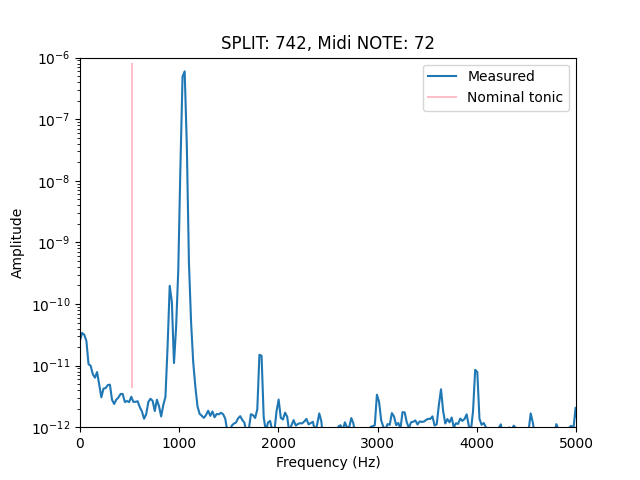 SPLIT: 742, Midi NOTE: 72
Measured
Nominal tonic
Amplitude
10⁻⁶
10⁻⁷
10⁻⁸
10⁻⁹
10⁻¹⁰
10⁻¹¹
10⁻¹²
0 1000 2000 3000 4000 5000
Frequency (Hz)